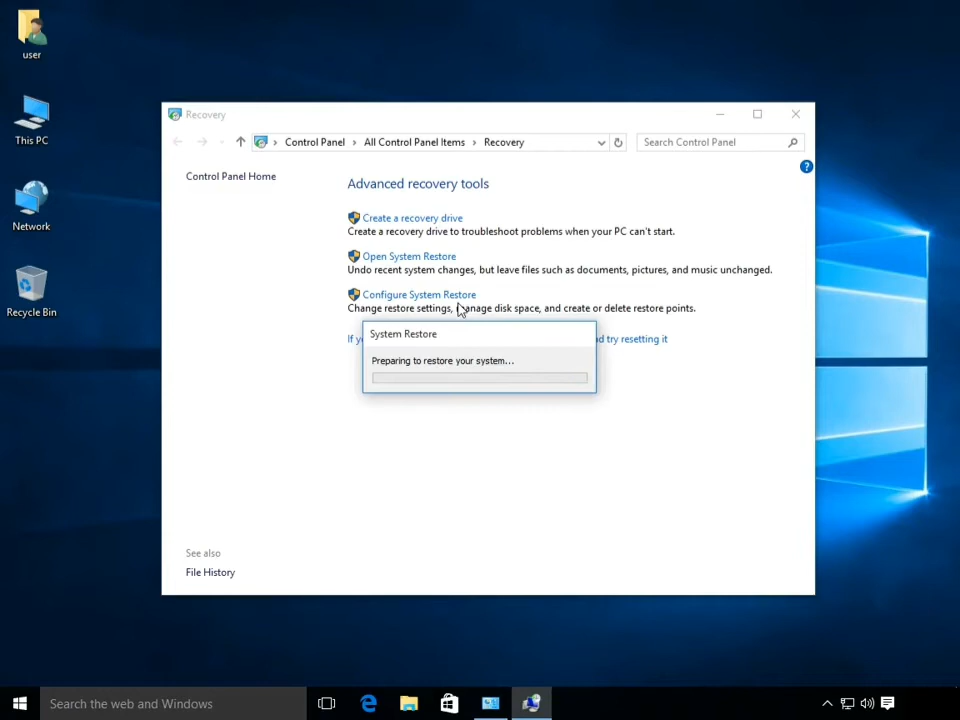 user
This PC
Network
Recycle Bin
Recovery
Control Panel > All Control Panel Items > Recovery
Search Control Panel
Control Panel Home
Advanced recovery tools
Create a recovery drive
Create a recovery drive to troubleshoot problems when your PC can't start.
Open System Restore
Undo recent system changes, but leave files such as documents, pictures, and music unchanged.
Configure System Restore
Change restore settings, manage disk space, and create or delete restore points.
If y
d try resetting it
System Restore
Preparing to restore your system...
See also
File History
Search the web and Windows